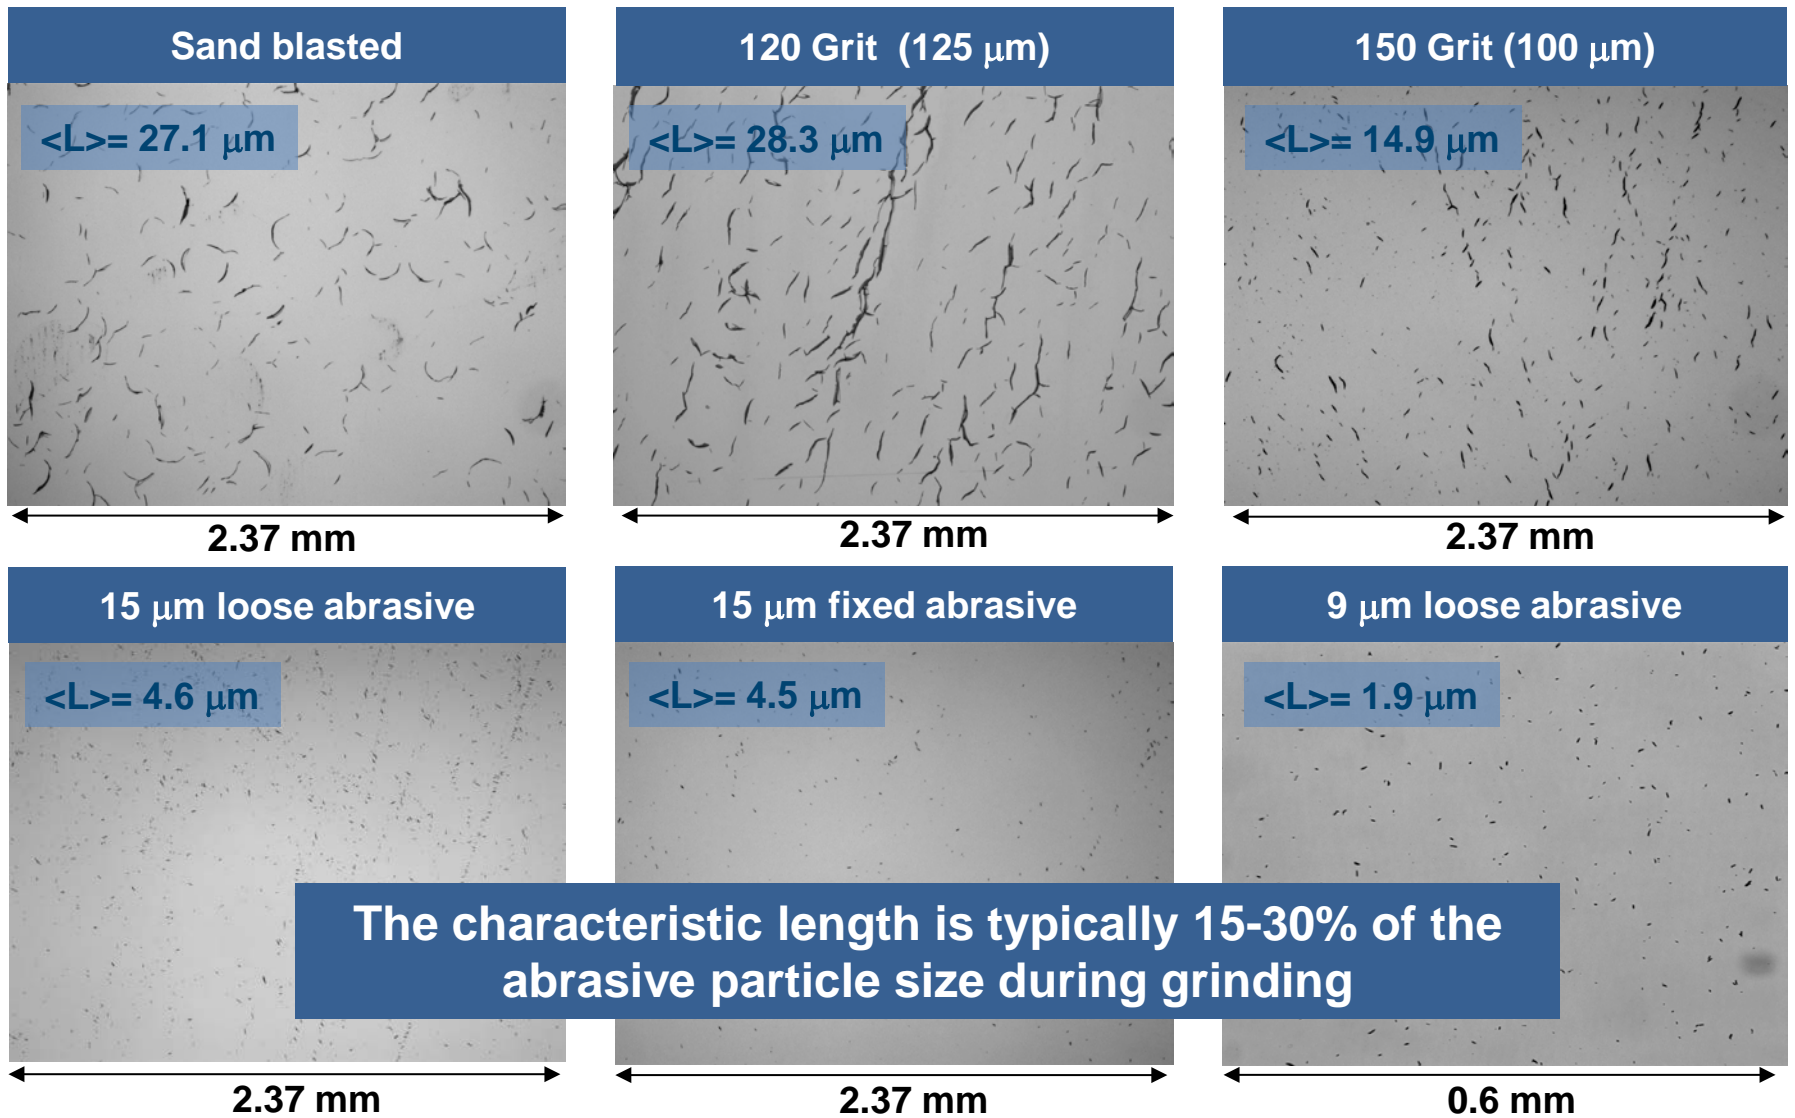 Sand blasted
120 Grit (125 μm)
150 Grit (100 μm)
<L>= 27.1 μm
<L>= 28.3 μm
<L>= 14.9 μm
2.37 mm
2.37 mm
2.37 mm
15 μm loose abrasive
15 μm fixed abrasive
9 μm loose abrasive
<L>= 4.6 μm
<L>= 4.5 μm
<L>= 1.9 μm
The characteristic length is typically 15-30% of the
abrasive particle size during grinding
2.37 mm
2.37 mm
0.6 mm